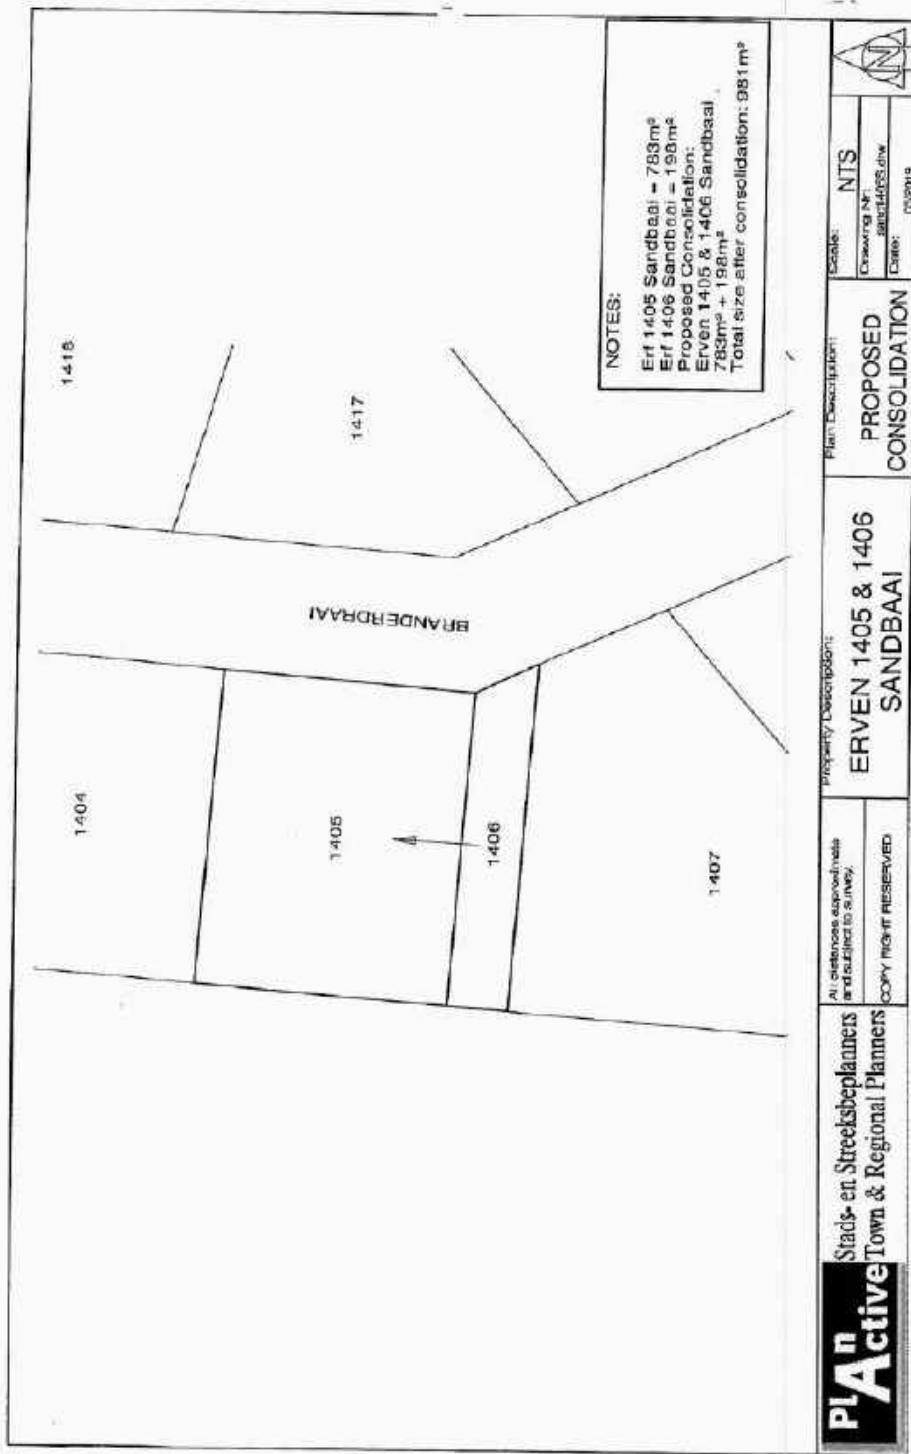 1404
1405
1406
1407
BRANDERDRAAI
1417
1418
NOTES:
Erf 1405 Sandbaai = 783m²
Erf 1406 Sandbaai = 198m²
Proposed Consolidation:
Erven 1405 & 1406 Sandbaai
783m² + 198m²
Total size after consolidation: 981m²
PLAn
Active
Stads- en Streeksbeplanners
Town & Regional Planners
All distances approximate
and subject to survey.
COPY RIGHT RESERVED
Property Description:
ERVEN 1405 & 1406
SANDBAAI
Plan Description:
PROPOSED
CONSOLIDATION
Scale:
NTS
Drawing Nr:
Date:
05/2019
N